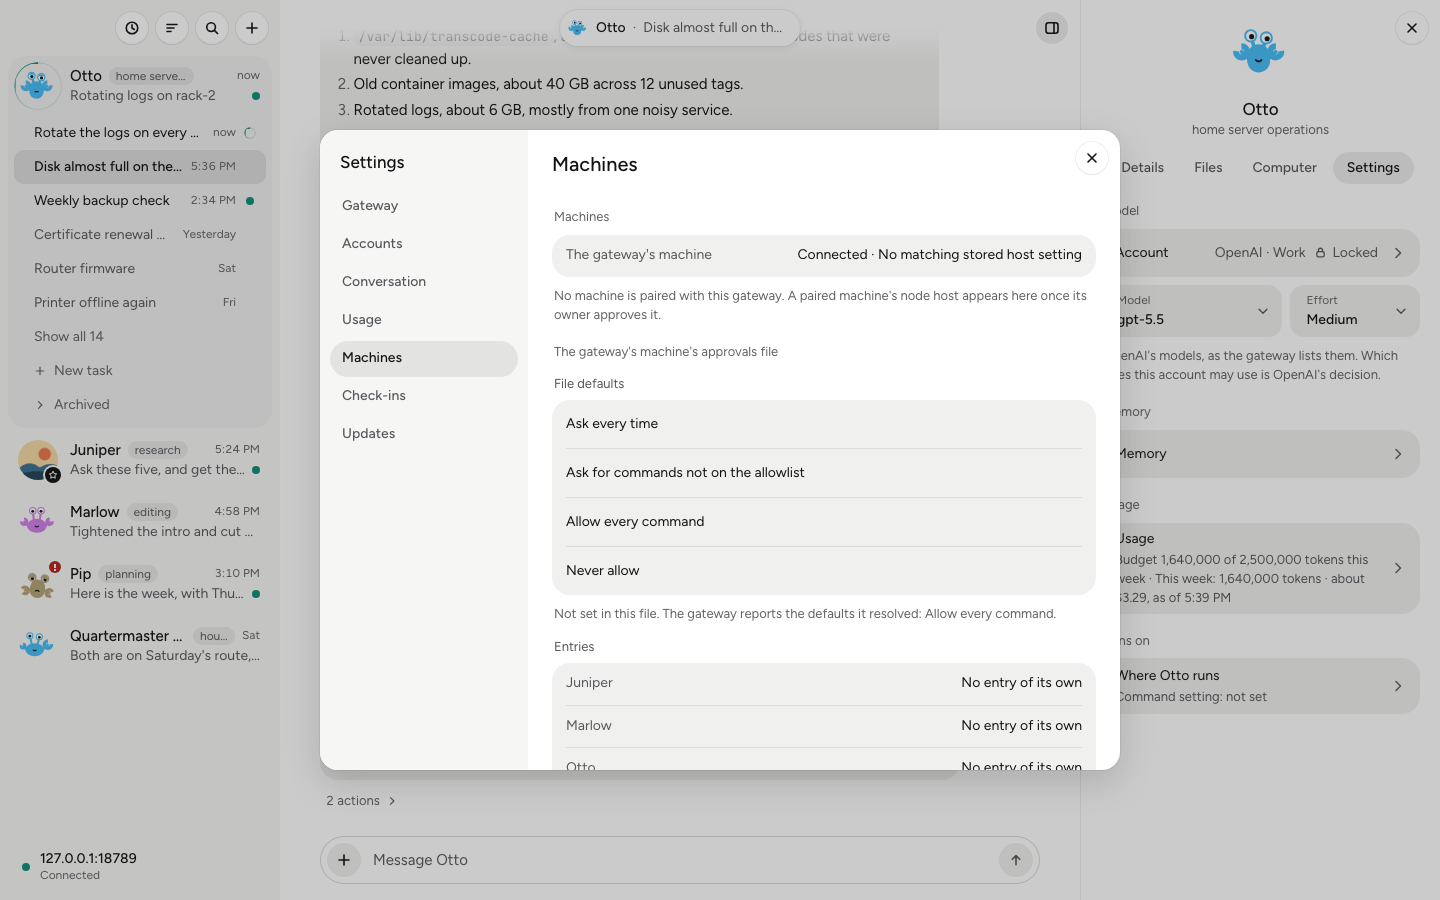 Otto home serve... now
Rotating logs on rack-2
Rotate the logs on every ... now
Disk almost full on the... 5:36 PM
Weekly backup check 2:34 PM
Certificate renewal ... Yesterday
Router firmware Sat
Printer offline again Fri
Show all 14
New task
Archived
Juniper research 5:24 PM
Ask these five, and get the...
Marlow editing 4:58 PM
Tightened the intro and cut ...
Pip planning 3:10 PM
Here is the week, with Thu...
Quartermaster ... hou... Sat
Both are on Saturday's route,...
127.0.0.1:18789
Connected
Otto · Disk almost full on th...
1. /var/lib/transcode-cache, des that were
never cleaned up.
2. Old container images, about 40 GB across 12 unused tags.
3. Rotated logs, about 6 GB, mostly from one noisy service.
Settings
Gateway
Accounts
Conversation
Usage
Machines
Check-ins
Updates
Machines
Machines
The gateway's machine Connected · No matching stored host setting
No machine is paired with this gateway. A paired machine's node host appears here once its
owner approves it.
The gateway's machine's approvals file
File defaults
Ask every time
Ask for commands not on the allowlist
Allow every command
Never allow
Not set in this file. The gateway reports the defaults it resolved: Allow every command.
Entries
Juniper No entry of its own
Marlow No entry of its own
Otto No entry of its own
2 actions
Message Otto
Otto
home server operations
Details Files Computer Settings
del
Account OpenAI · Work Locked
Model Effort
gpt-5.5 Medium
enAI's models, as the gateway lists them. Which
es this account may use is OpenAI's decision.
emory
Memory
age
Usage
Budget 1,640,000 of 2,500,000 tokens this
week · This week: 1,640,000 tokens · about
$3.29, as of 5:39 PM
ns on
Where Otto runs
Command setting: not set